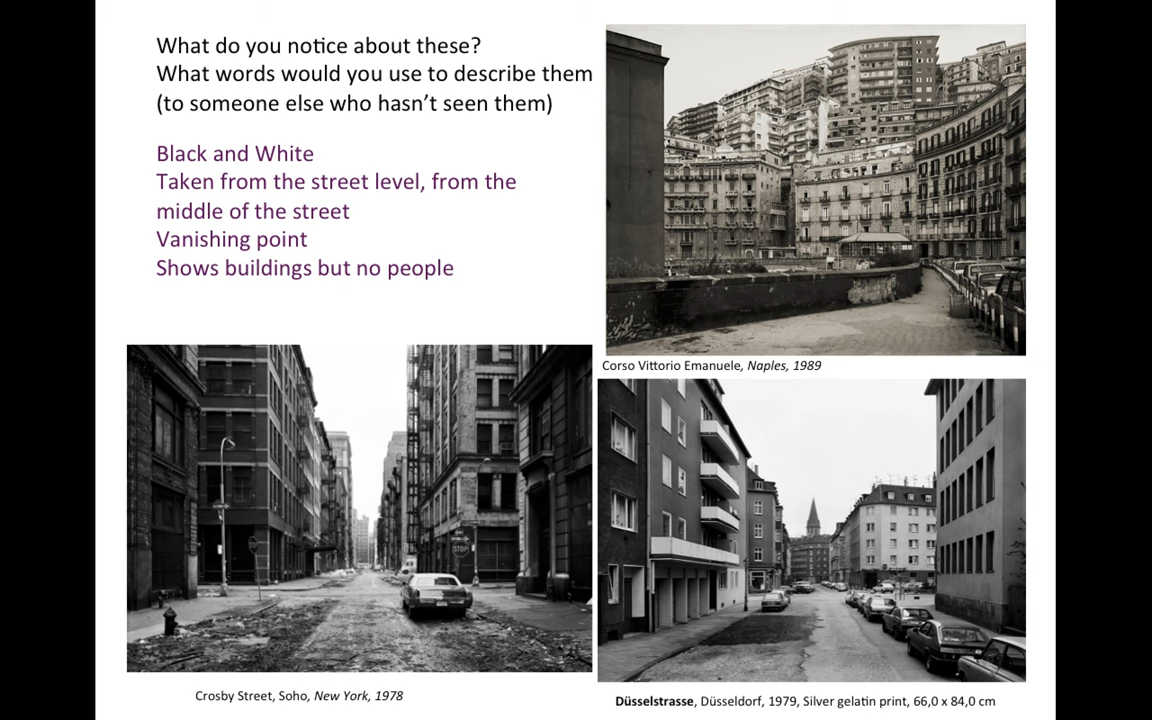 What do you notice about these?
What words would you use to describe them
(to someone else who hasn’t seen them)
Black and White
Taken from the street level, from the
middle of the street
Vanishing point
Shows buildings but no people
Corso Vittorio Emanuele, Naples, 1989
STOP
Crosby Street, Soho, New York, 1978
Düsselstrasse, Düsseldorf, 1979, Silver gelatin print, 66,0 x 84,0 cm